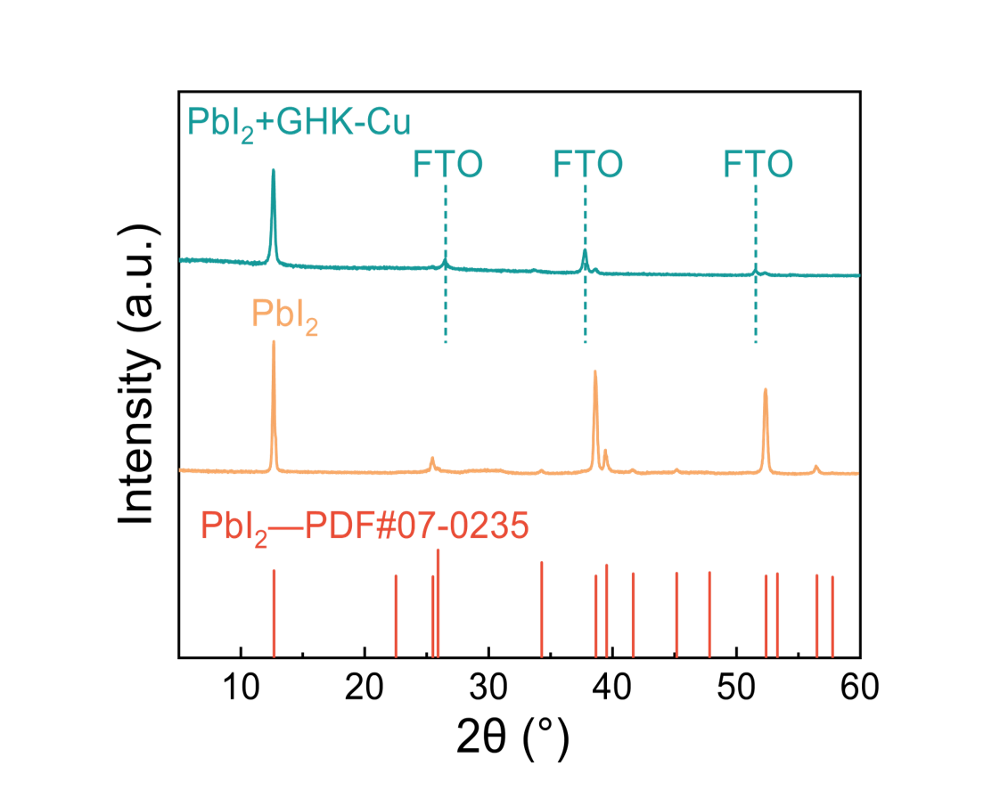 PbI₂+GHK-Cu
FTO FTO FTO
PbI₂
PbI₂—PDF#07-0235
Intensity (a.u.)
10 20 30 40 50 60
2θ (°)